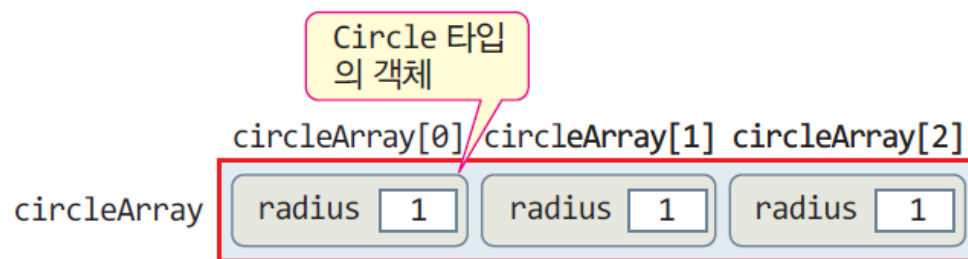 Circle 타입
의 객체
circleArray[0] circleArray[1] circleArray[2]
circleArray radius 1 radius 1 radius 1